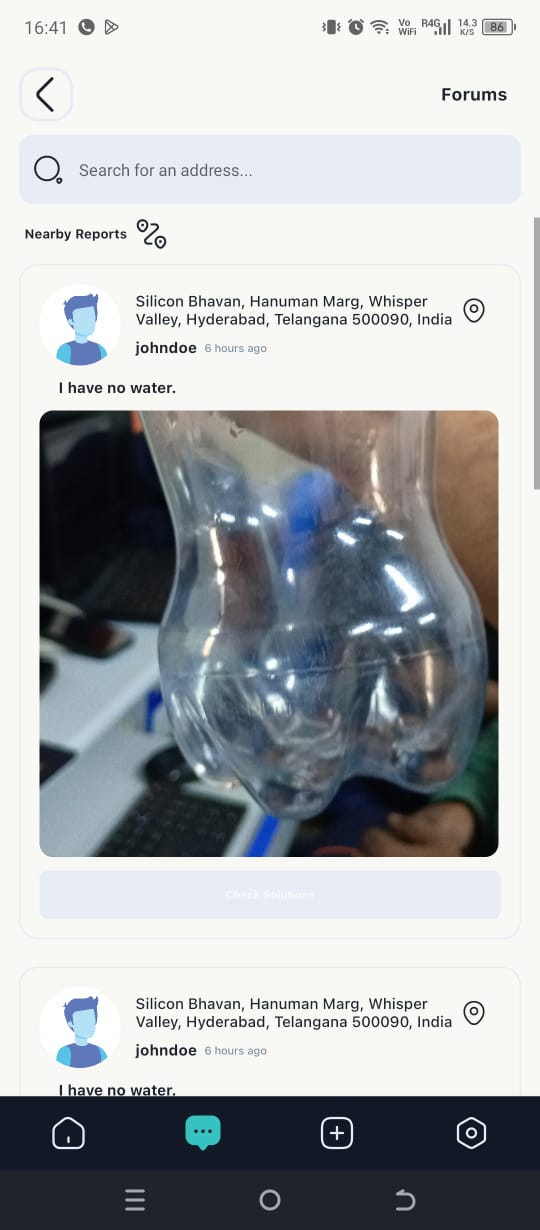 16:41
Vo
WiFi
R4G
14.3
K/S
86
Forums
Search for an address...
Nearby Reports
Silicon Bhavan, Hanuman Marg, Whisper
Valley, Hyderabad, Telangana 500090, India
johndoe 6 hours ago
I have no water.
Check Solutions
Silicon Bhavan, Hanuman Marg, Whisper
Valley, Hyderabad, Telangana 500090, India
johndoe 6 hours ago
I have no water.